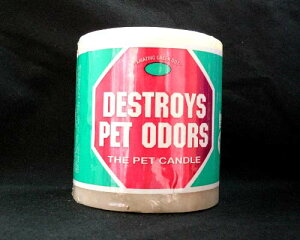 DESTROYS
PET ODORS
THE PET CANDLE